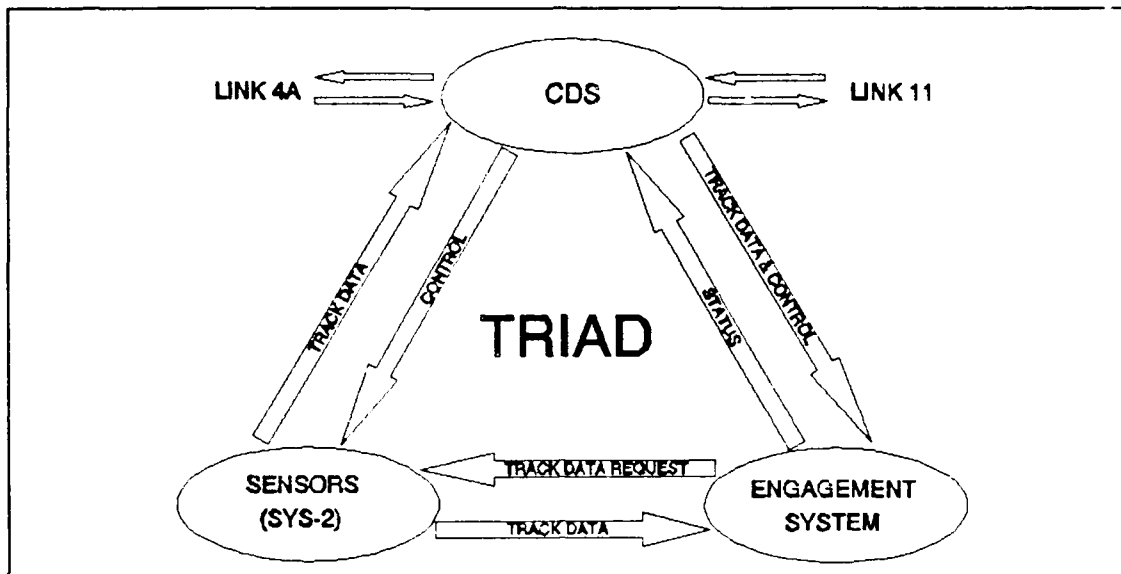 LINK 4A
CDS
LINK 11
TRACK DATA
CONTROL
TRIAD
STATUS
TRACK DATA & CONTROL
SENSORS
(SYS-2)
TRACK DATA REQUEST
TRACK DATA
ENGAGEMENT
SYSTEM